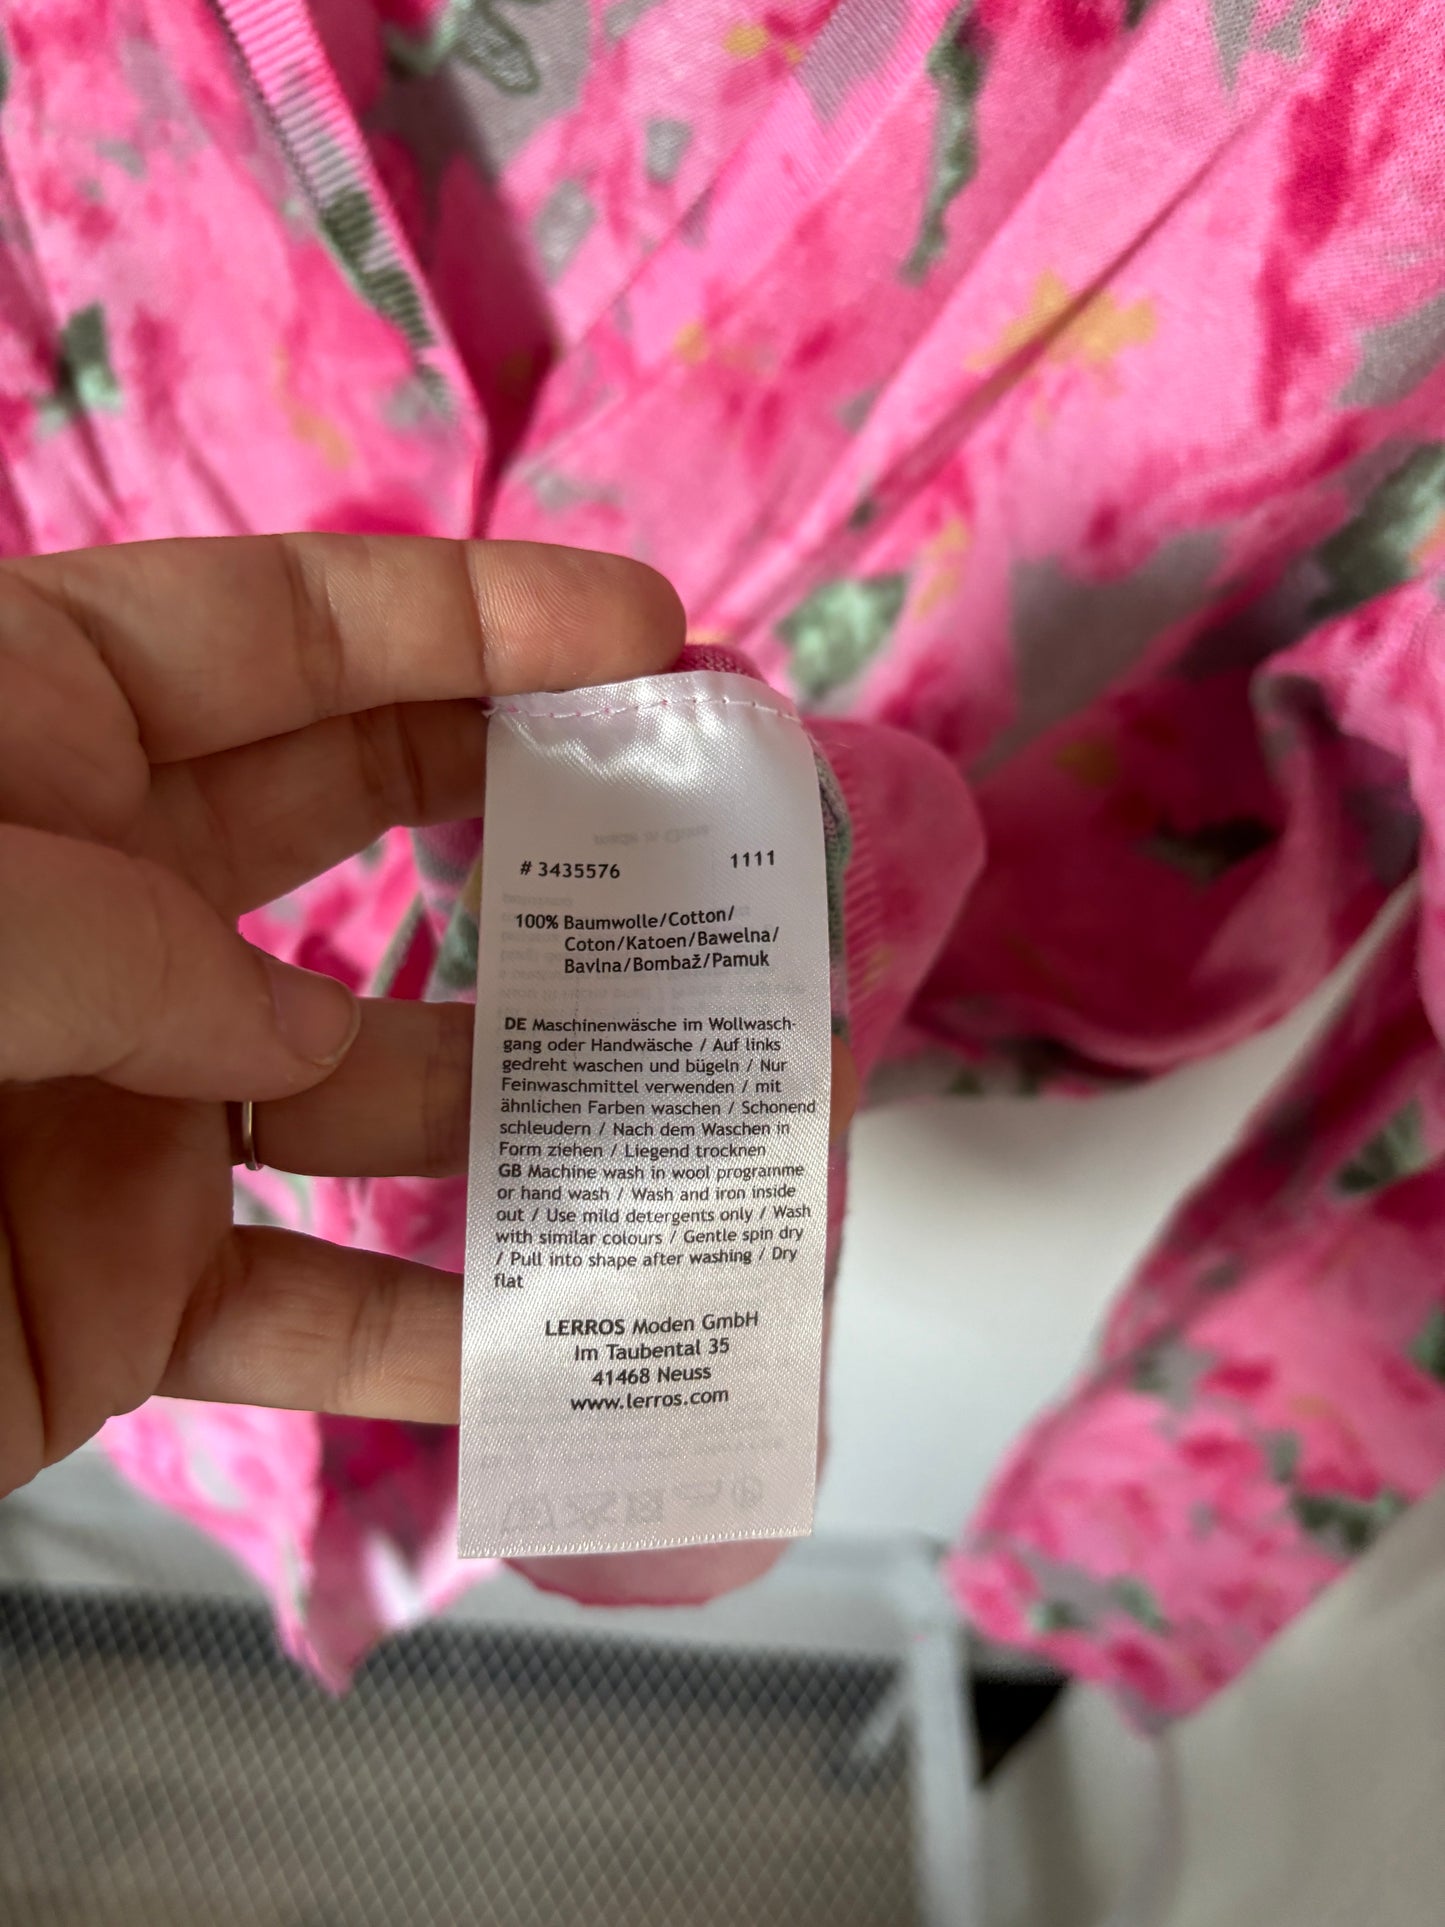 # 3435576 1111
100% Baumwolle/Cotton/
Coton/Katoen/Bawelna/
Bavlna/Bombaž/Pamuk
DE Maschinenwäsche im Wollwasch-
gang oder Handwäsche / Auf links
gedreht waschen und bügeln / Nur
Feinwaschmittel verwenden / mit
ähnlichen Farben waschen / Schonend
schleudern / Nach dem Waschen in
Form ziehen / Liegend trocknen
GB Machine wash in wool programme
or hand wash / Wash and iron inside
out / Use mild detergents only / Wash
with similar colours / Gentle spin dry
/ Pull into shape after washing / Dry
flat
LERROS Moden GmbH
Im Taubental 35
41468 Neuss
www.lerros.com